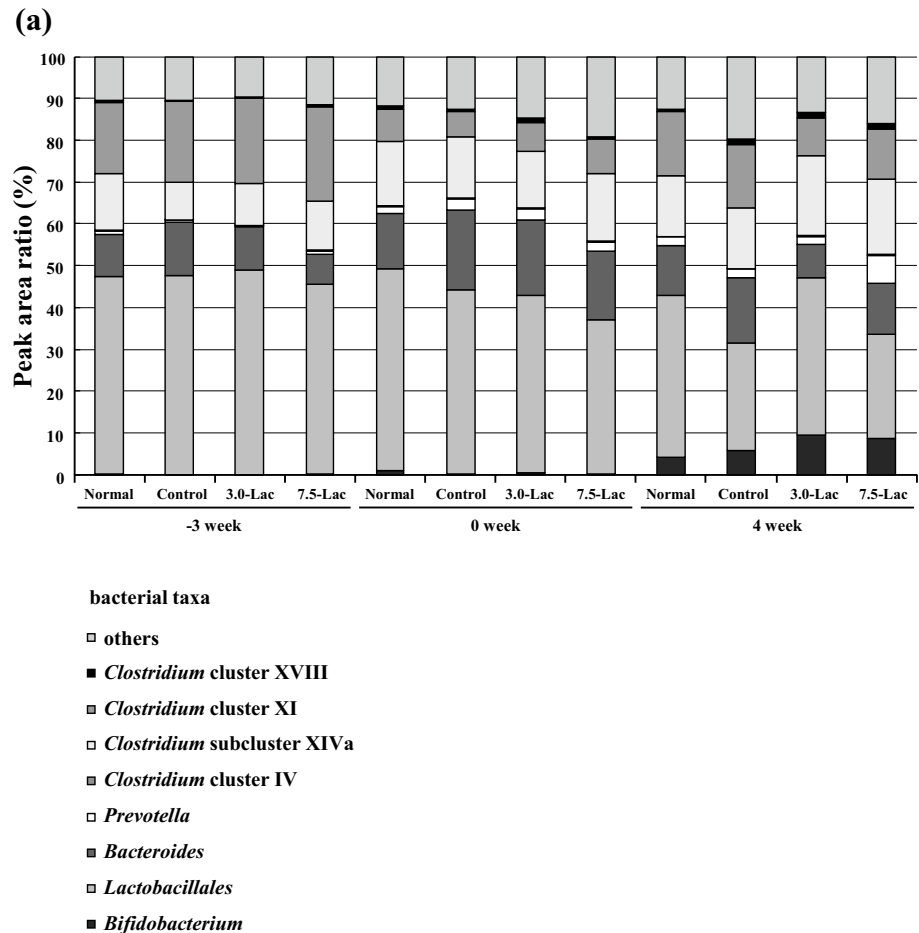 (a)
100
90
80
70
60
50
40
30
20
10
0
Peak area ratio (%)
Normal Control 3.0-Lac 7.5-Lac Normal Control 3.0-Lac 7.5-Lac Normal Control 3.0-Lac 7.5-Lac
-3 week 0 week 4 week
bacterial taxa
others
Clostridium cluster XVIII
Clostridium cluster XI
Clostridium subcluster XIVa
Clostridium cluster IV
Prevotella
Bacteroides
Lactobacillales
Bifidobacterium